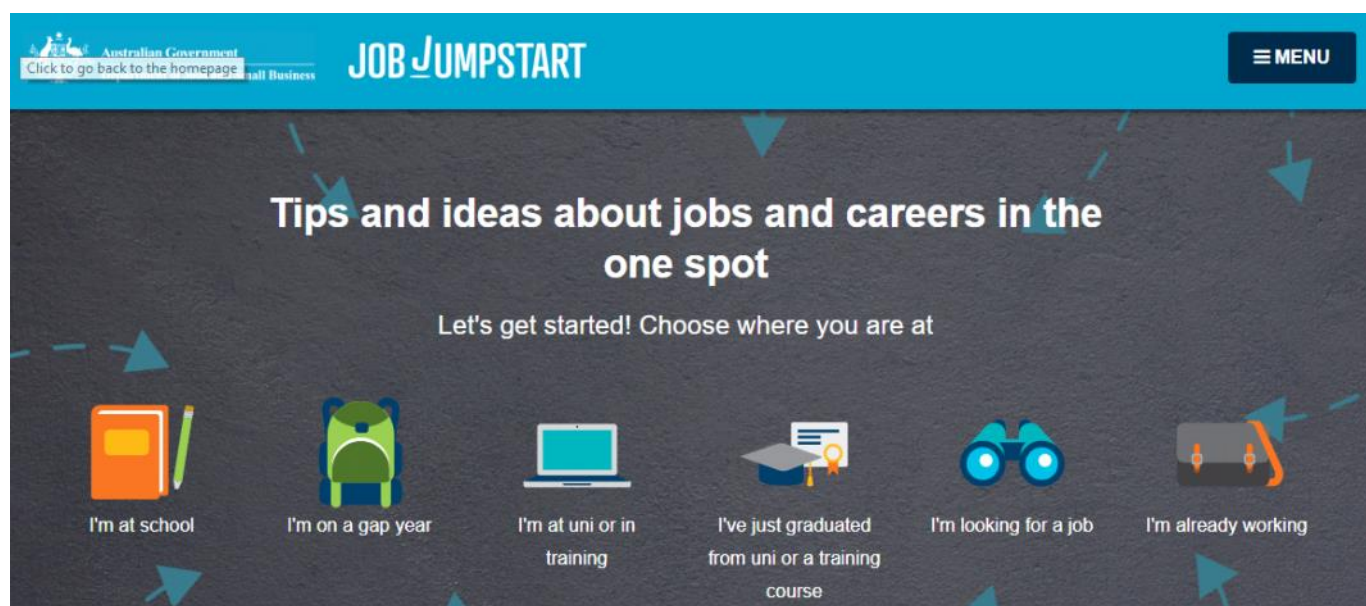 Australian Government
Click to go back to the homepage
mall Business
JOB JUMPSTART
☰ MENU
Tips and ideas about jobs and careers in the
one spot
Let's get started! Choose where you are at
I'm at school
I'm on a gap year
I'm at uni or in
training
I've just graduated
from uni or a training
course
I'm looking for a job
I'm already working